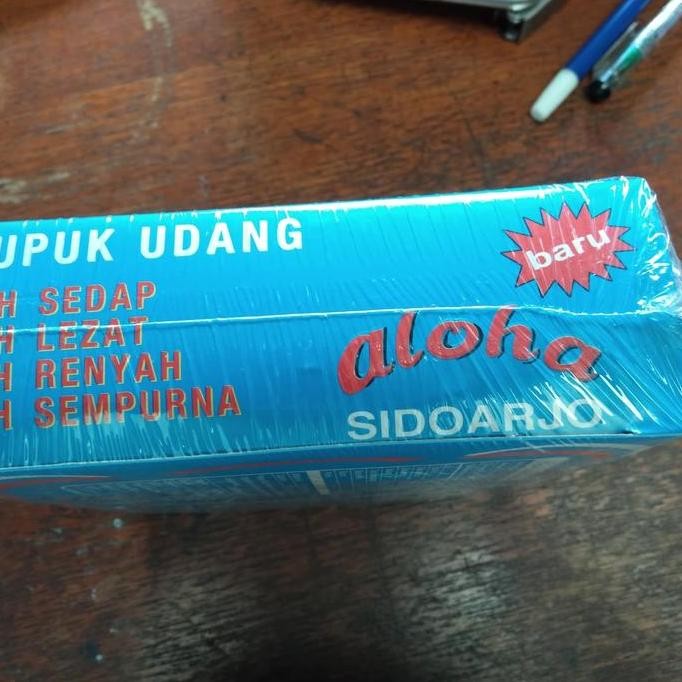 UPUK UDANG
baru
H SEDAP
H LEZAT
H RENYAH
H SEMPURNA
aloha
SIDOARJO